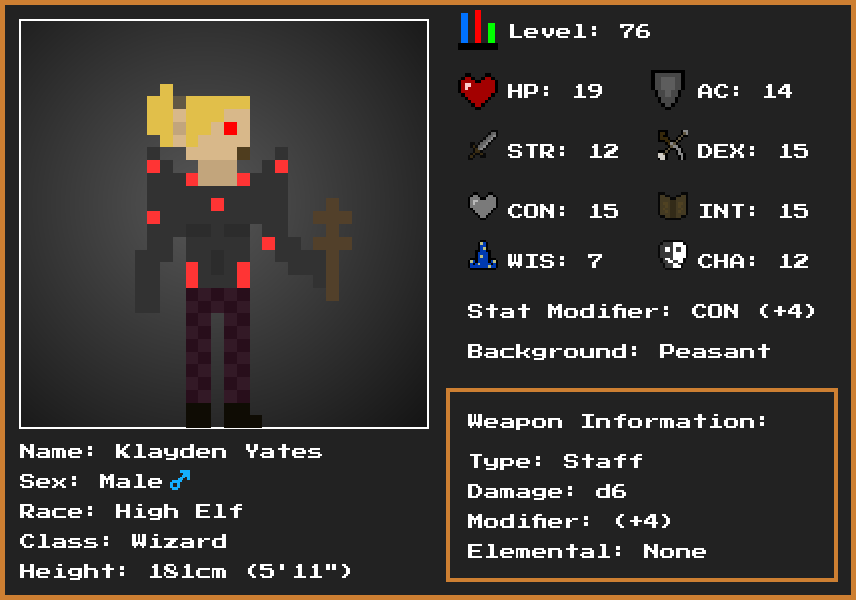 Level: 76
HP: 19
AC: 14
STR: 12
DEX: 15
CON: 15
INT: 15
WIS: 7
CHA: 12
Stat Modifier: CON (+4)
Background: Peasant
Weapon Information:
Type: Staff
Damage: d6
Modifier: (+4)
Elemental: None
Name: Klayden Yates
Sex: Male♂
Race: High Elf
Class: Wizard
Height: 181cm (5'11")